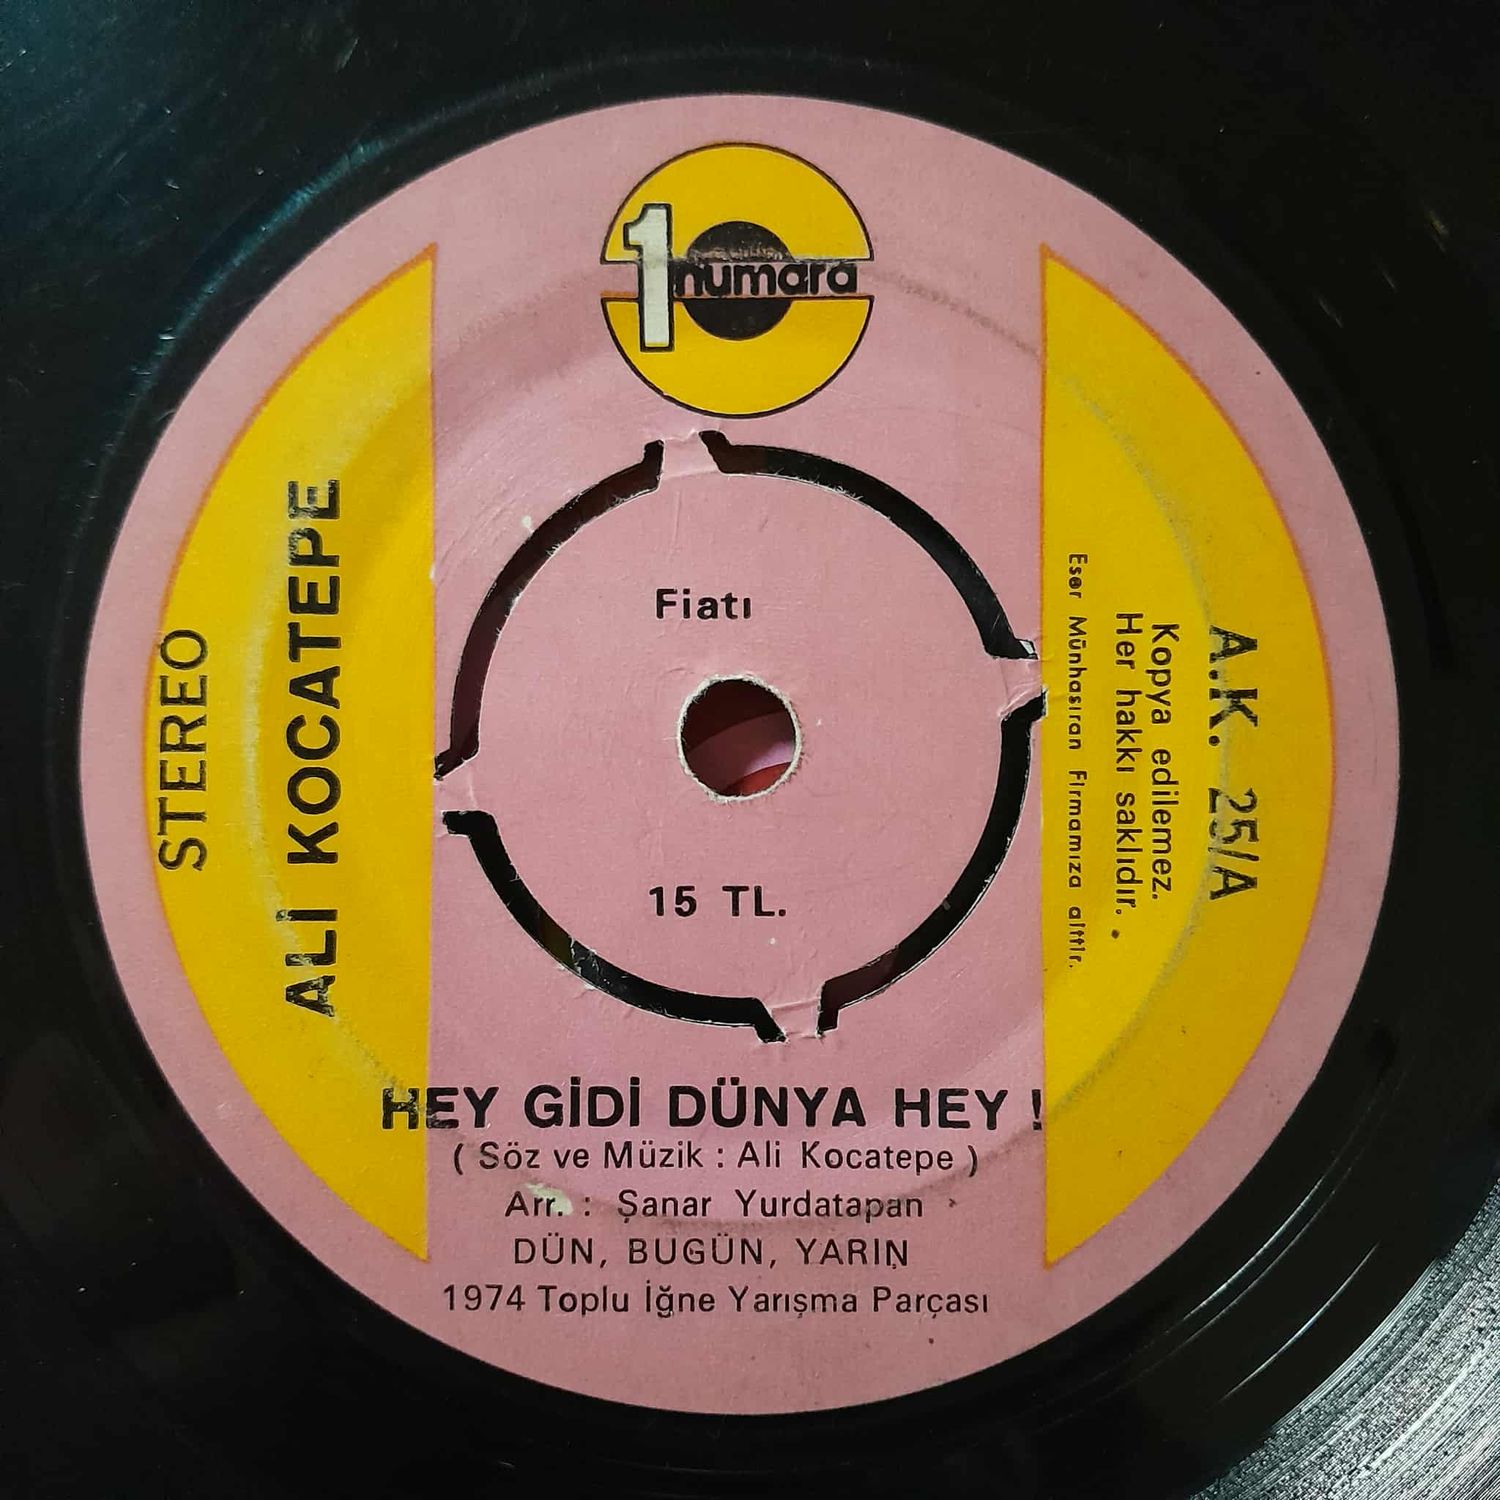 1 numara
STEREO
ALİ KOCATEPE
Fiatı
15 TL.
A.K. 25/A
Kopya edilemez.
Her hakkı saklıdır.
Eser Münhasıran Firmamıza aittir.
HEY GİDİ DÜNYA HEY !
( Söz ve Müzik : Ali Kocatepe )
Arr. : Şanar Yurdatapan
DÜN, BUGÜN, YARIN
1974 Toplu İğne Yarışma Parçası